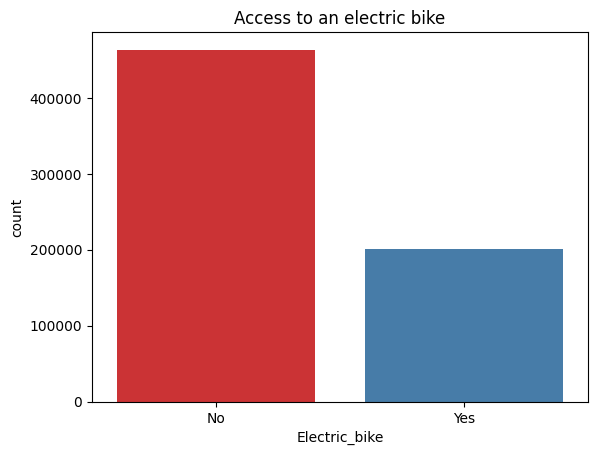 Access to an electric bike
count
400000
300000
200000
100000
0
No
Yes
Electric_bike